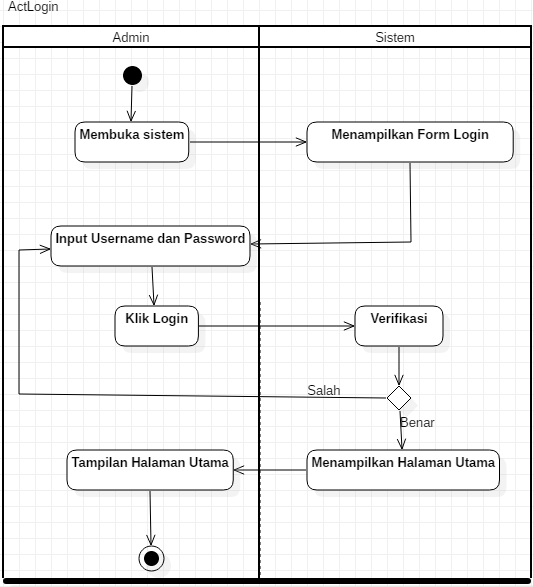 ActLogin
Admin
Sistem
Membuka sistem
Menampilkan Form Login
Input Username dan Password
Klik Login
Verifikasi
Salah
Benar
Tampilan Halaman Utama
Menampilkan Halaman Utama